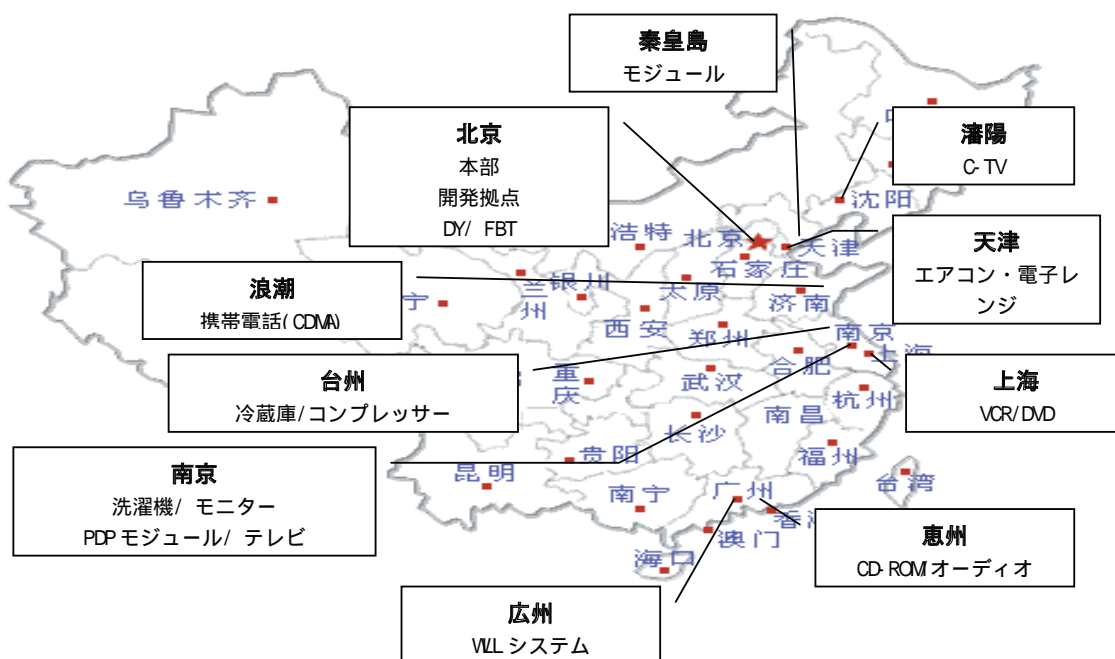 秦皇島
モジュール
北京
本部
開発拠点
DY/ FBT
瀋陽
C-TV
天津
エアコン・電子レ
ンジ
浪潮
携帯電話(CDMA)
台州
冷蔵庫/コンプレッサー
上海
VCR/DVD
南京
洗濯機/ モニター
PDPモジュール/ テレビ
恵州
CD-ROM/オーディオ
広州
WLLシステム
乌鲁木齐
沈阳
浩特
北京
天津
石家庄
银川
太原
济南
兰州
宁
西安
郑州
南京
合肥
上海
重庆
武汉
杭州
南昌
长沙
贵阳
福州
昆明
台湾
南宁
广州
澳门
海口